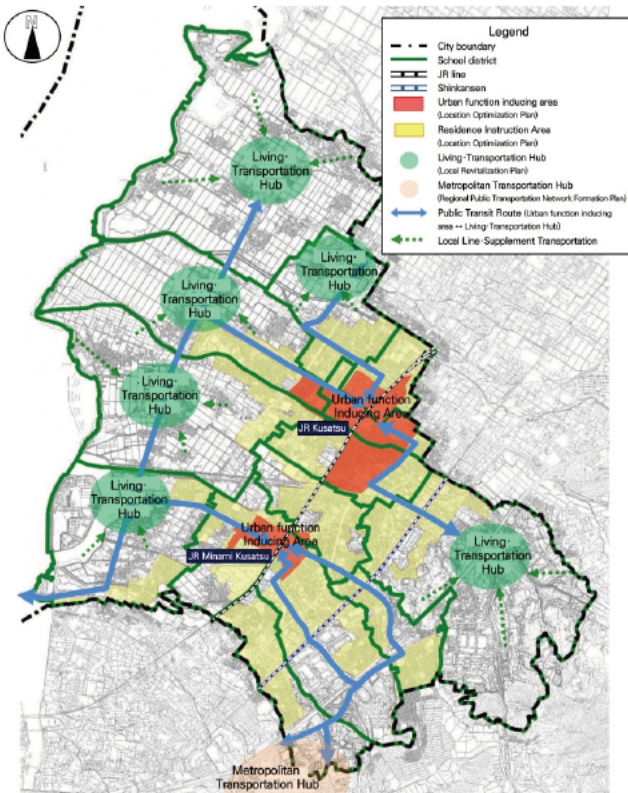 N
Legend
City boundary
School district
JR line
Shinkansen
Urban function inducing area
(Location Optimization Plan)
Residence Instruction Area
(Location Optimization Plan)
Living·Transportation Hub
(Local Revitalization Plan)
Metropolitan Transportation Hub
(Regional Public Transportation Network Formation Plan)
Public Transit Route (Urban function inducing
area ↔ Living·Transportation Hub)
Local Line·Supplement Transportation
Living·
Transportation
Hub
Living·
Transportation
Hub
Living·
Transportation
Hub
Living·
Transportation
Hub
Urban function
Inducing Area
JR Kusatsu
Living·
Transportation
Hub
Urban function
Inducing Area
JR Minami Kusatsu
Living·
Transportation
Hub
Metropolitan
Transportation Hub